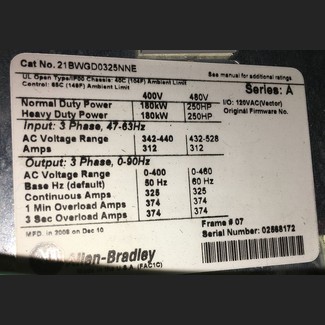 Cat No. 21BWGD0325NNE
UL Open Type/IP00 Chassis: 40C (104F) Ambient Limit
Control: 65C (149F) Ambient Limit
See manual for additional ratings.
Series: A
400V 480V
Normal Duty Power 180kW 250HP
Heavy Duty Power 180kW 250HP
I/O: 120VAC(Vector)
Original Firmware No.
Input: 3 Phase, 47-63Hz
AC Voltage Range 342-440 432-528
Amps 312 312
Output: 3 Phase, 0-90Hz
AC Voltage Range 0-400 0-460
Base Hz (default) 50 Hz 60 Hz
Continuous Amps 325 325
1 Min Overload Amps 374 374
3 Sec Overload Amps 374 374
MFD. in 2008 on Dec 10
Frame # 07
Serial Number: 02588172
Allen-Bradley
U.S.A. (FAC1C)